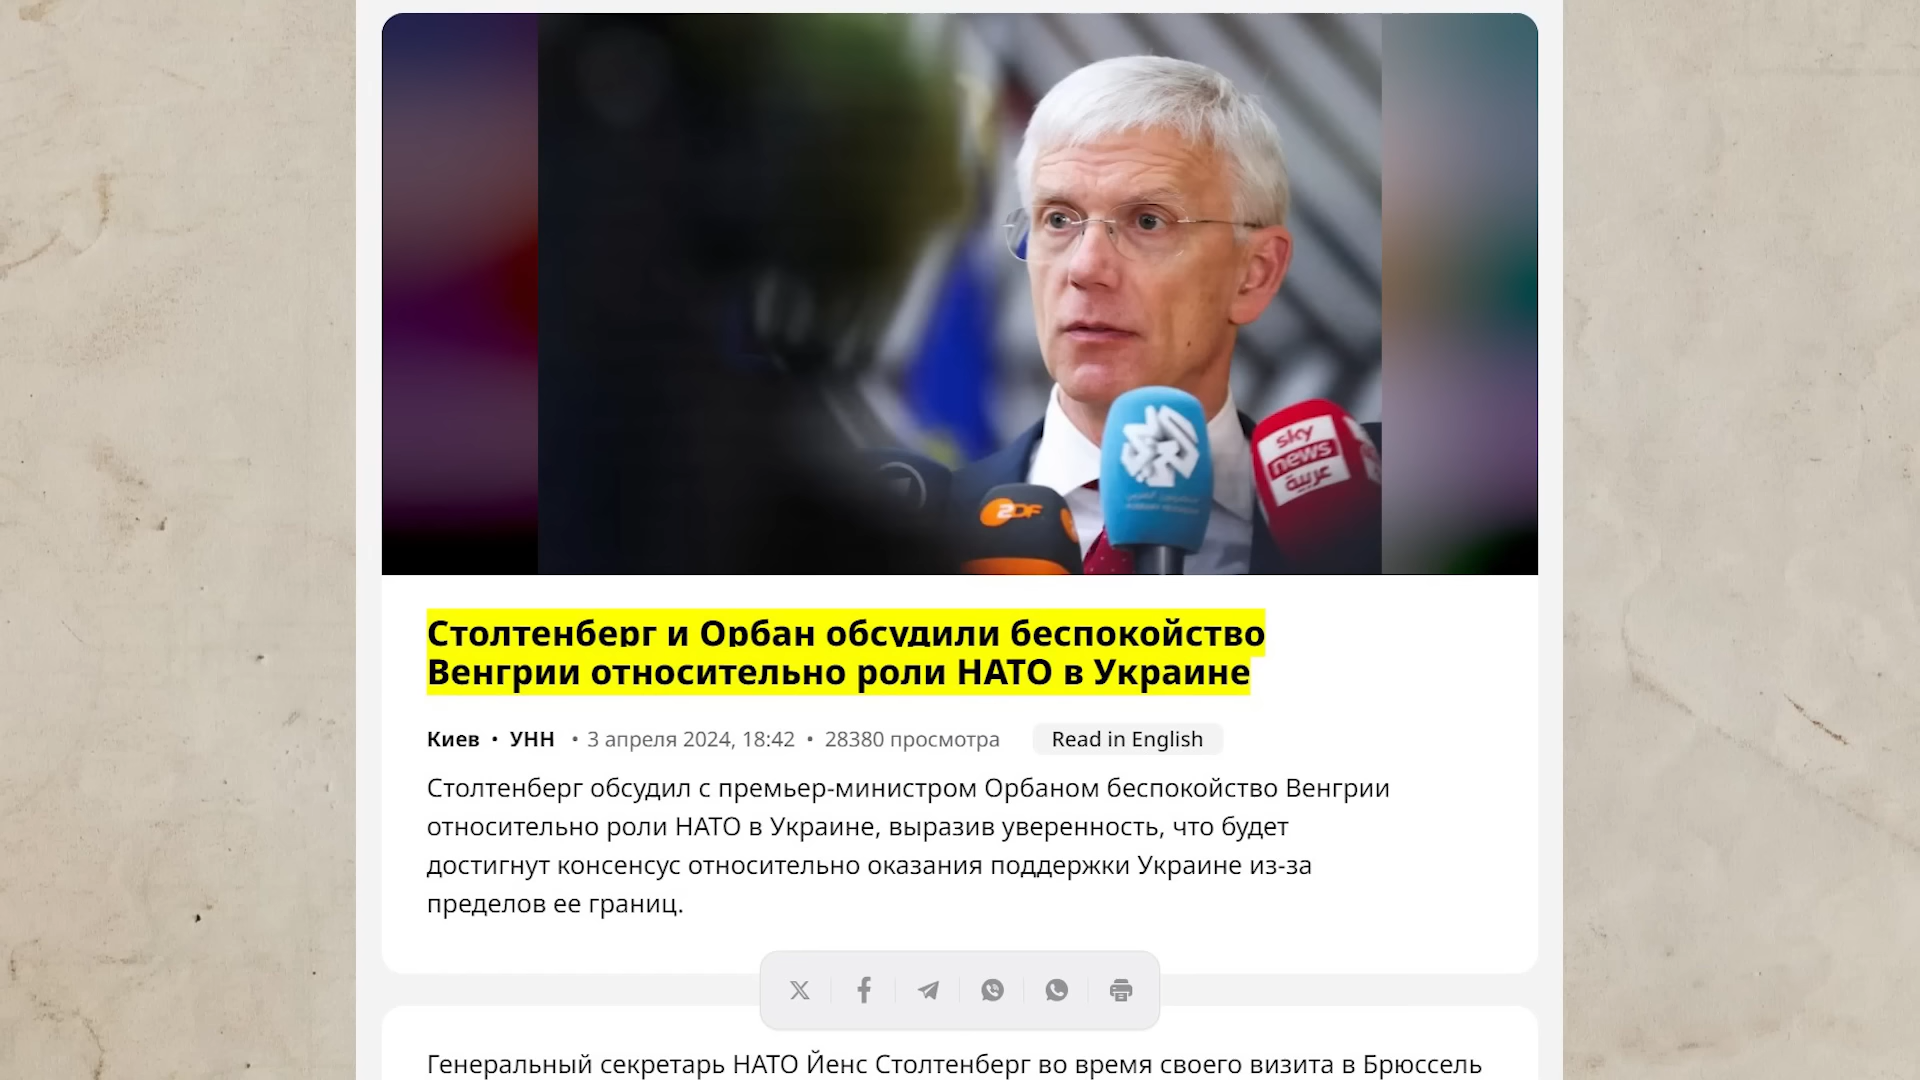 ZDF
sky
news
عربية
Столтенберг и Орбан обсудили беспокойство
Венгрии относительно роли НАТО в Украине
Киев • УНН • 3 апреля 2024, 18:42 • 28380 просмотра Read in English
Столтенберг обсудил с премьер-министром Орбаном беспокойство Венгрии
относительно роли НАТО в Украине, выразив уверенность, что будет
достигнут консенсус относительно оказания поддержки Украине из-за
пределов ее границ.
Генеральный секретарь НАТО Йенс Столтенберг во время своего визита в Брюссель